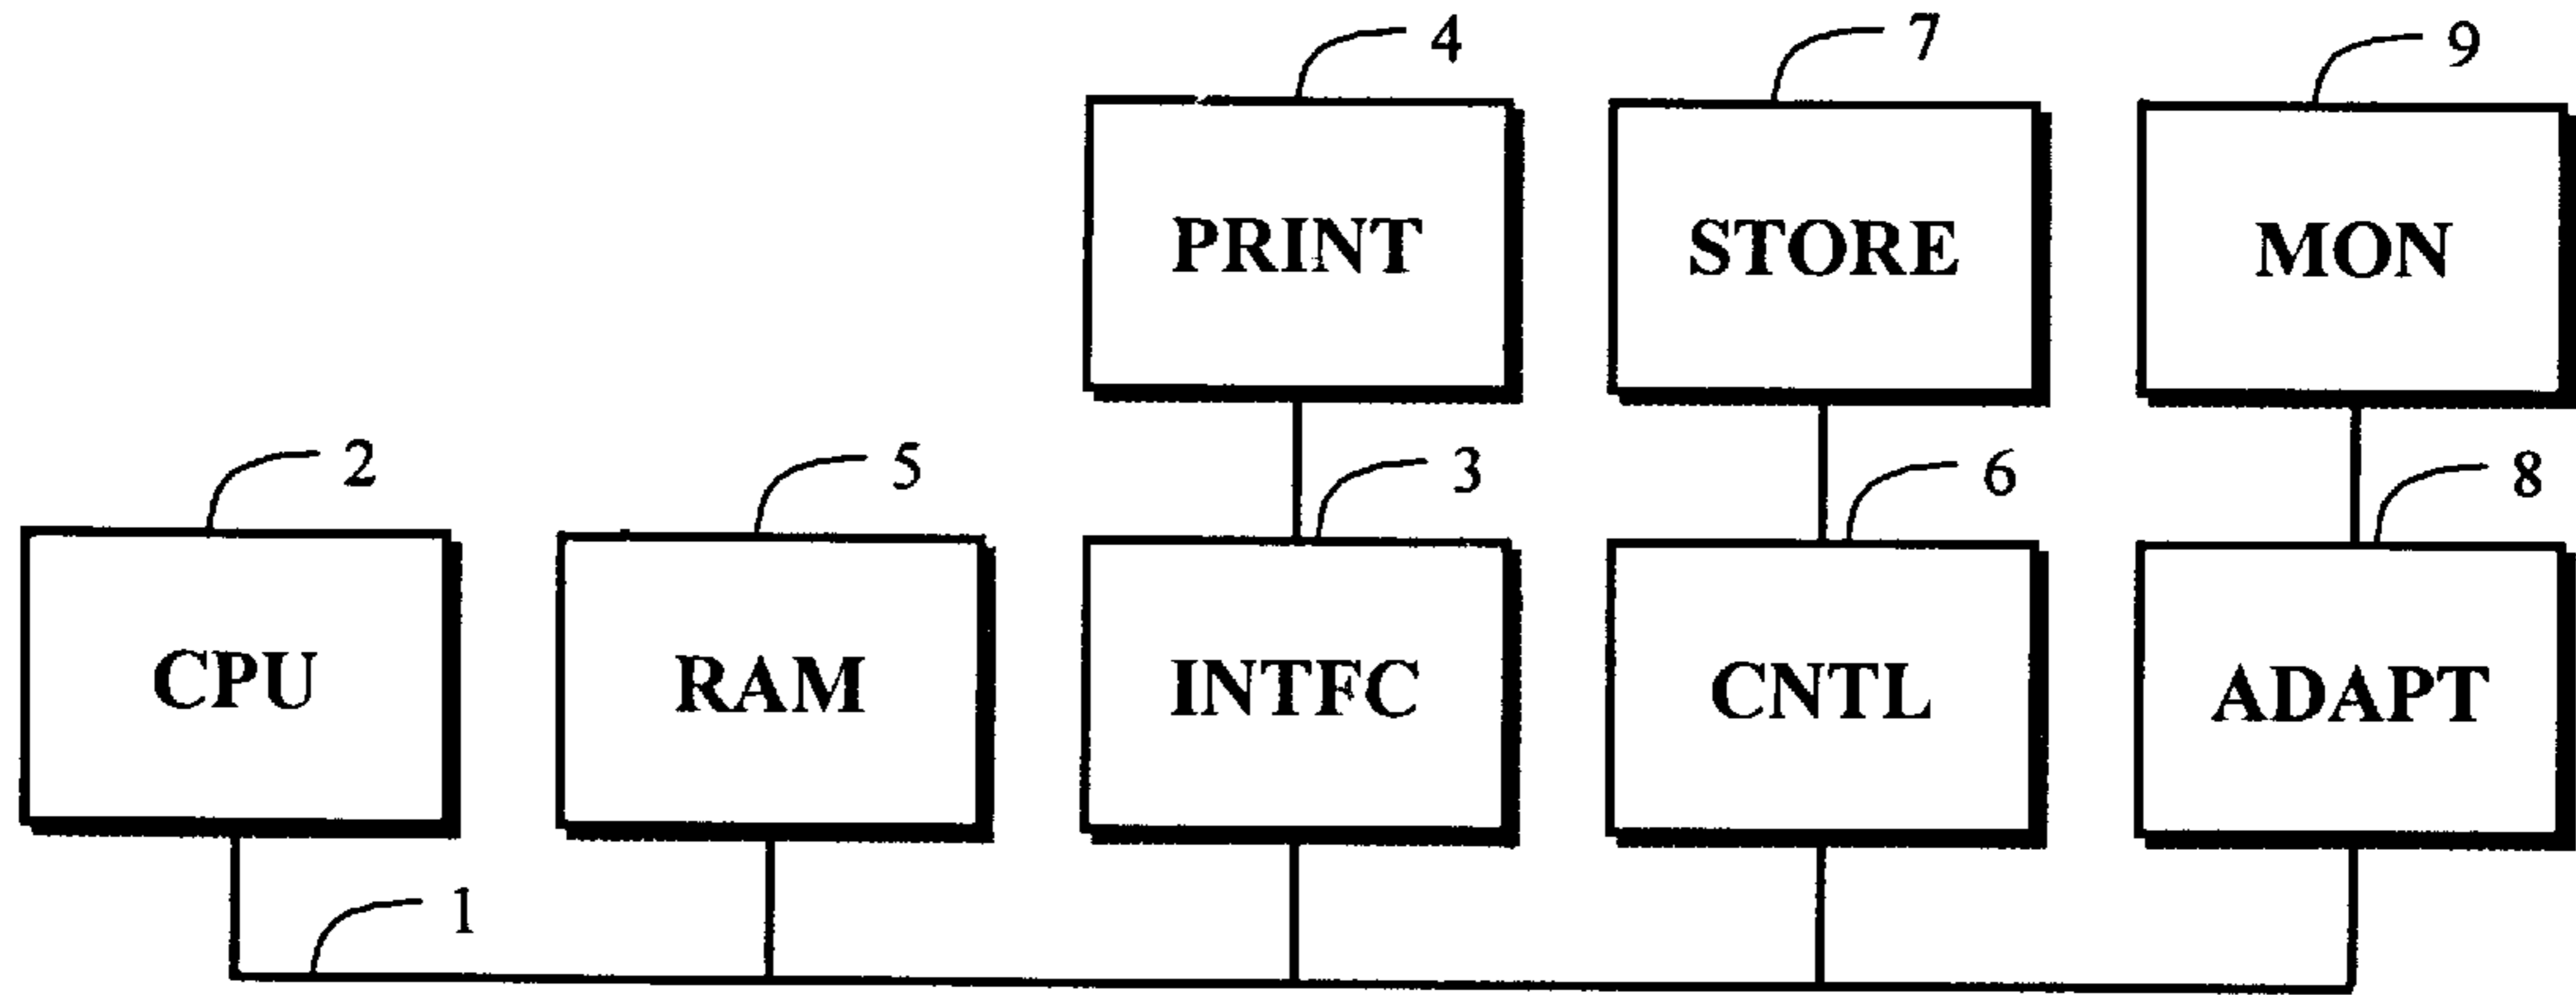 4 7 9
PRINT STORE MON
2 5 3 6 8
CPU RAM INTFC CNTL ADAPT
1